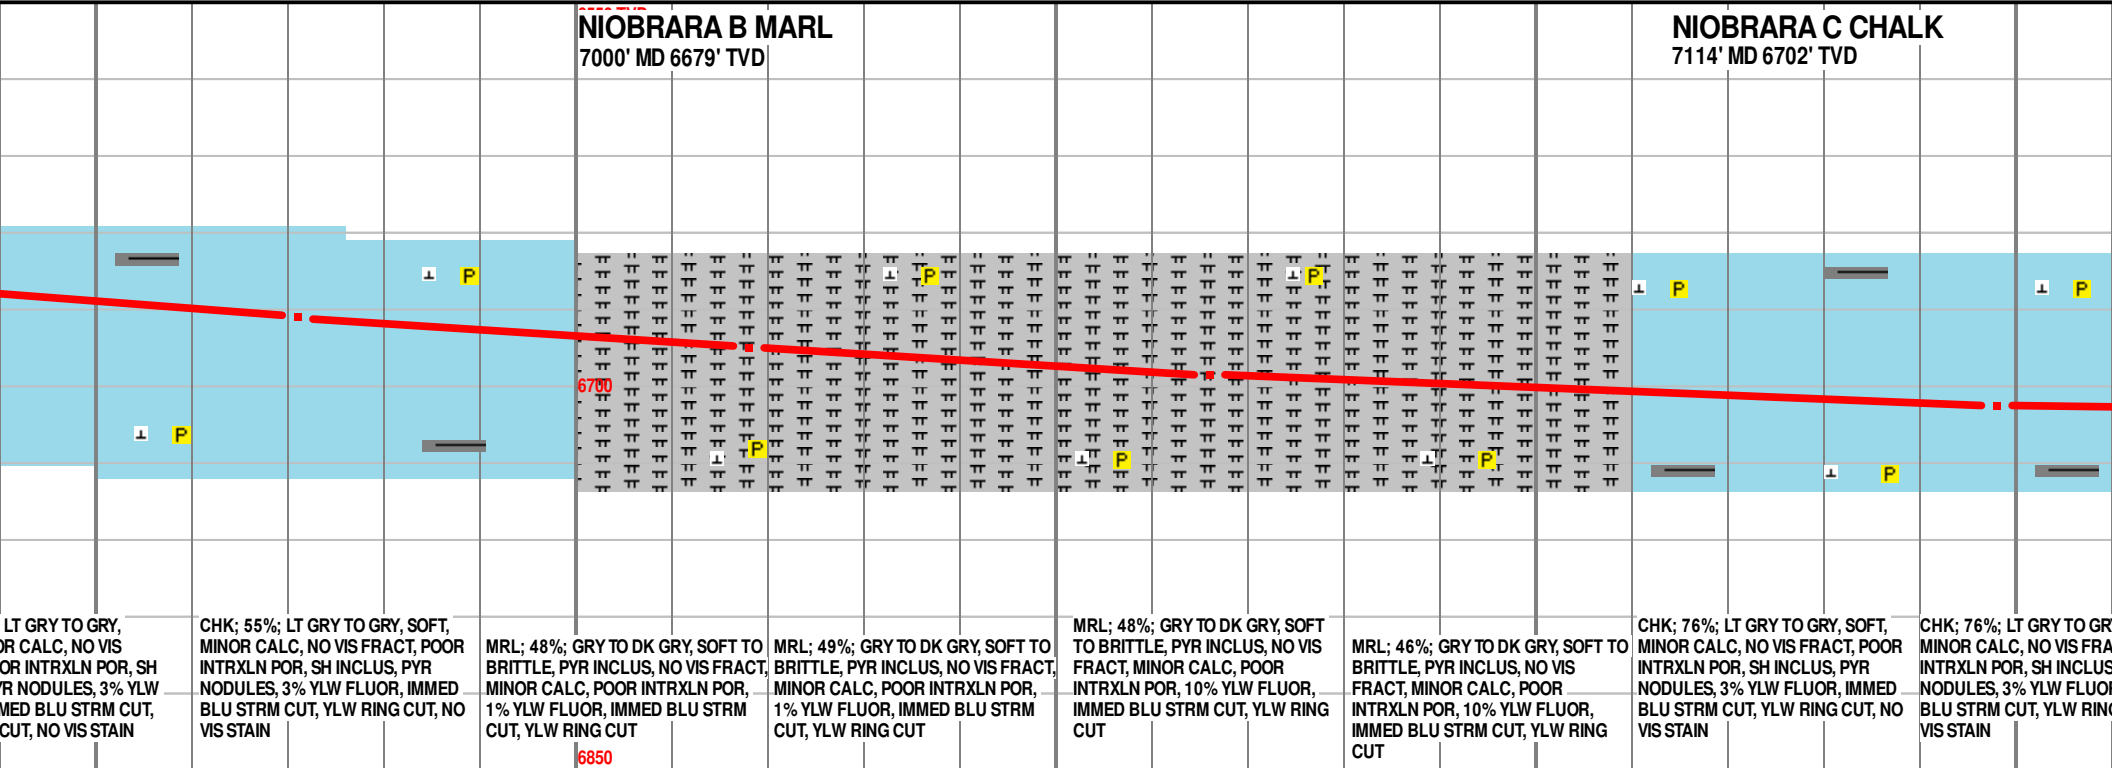 6550 TVD
NIOBRARA B MARL
7000' MD 6679' TVD
NIOBRARA C CHALK
7114' MD 6702' TVD
P
P
P
P
P
P
P
P
P
P
P
6700
LT GRY TO GRY,
OR CALC, NO VIS
OR INTRXLN POR, SH
YR NODULES, 3% YLW
MED BLU STRM CUT,
CUT, NO VIS STAIN
CHK; 55%; LT GRY TO GRY, SOFT,
MINOR CALC, NO VIS FRACT, POOR
INTRXLN POR, SH INCLUS, PYR
NODULES, 3% YLW FLUOR, IMMED
BLU STRM CUT, YLW RING CUT, NO
VIS STAIN
MRL; 48%; GRY TO DK GRY, SOFT TO
BRITTLE, PYR INCLUS, NO VIS FRACT,
MINOR CALC, POOR INTRXLN POR,
1% YLW FLUOR, IMMED BLU STRM
CUT, YLW RING CUT
6850
MRL; 49%; GRY TO DK GRY, SOFT TO
BRITTLE, PYR INCLUS, NO VIS FRACT,
MINOR CALC, POOR INTRXLN POR,
1% YLW FLUOR, IMMED BLU STRM
CUT, YLW RING CUT
MRL; 48%; GRY TO DK GRY, SOFT
TO BRITTLE, PYR INCLUS, NO VIS
FRACT, MINOR CALC, POOR
INTRXLN POR, 10% YLW FLUOR,
IMMED BLU STRM CUT, YLW RING
CUT
MRL; 46%; GRY TO DK GRY, SOFT TO
BRITTLE, PYR INCLUS, NO VIS
FRACT, MINOR CALC, POOR
INTRXLN POR, 10% YLW FLUOR,
IMMED BLU STRM CUT, YLW RING
CUT
CHK; 76%; LT GRY TO GRY, SOFT,
MINOR CALC, NO VIS FRACT, POOR
INTRXLN POR, SH INCLUS, PYR
NODULES, 3% YLW FLUOR, IMMED
BLU STRM CUT, YLW RING CUT, NO
VIS STAIN
CHK; 76%; LT GRY TO GR
MINOR CALC, NO VIS FRA
INTRXLN POR, SH INCLUS
NODULES, 3% YLW FLUO
BLU STRM CUT, YLW RING
VIS STAIN